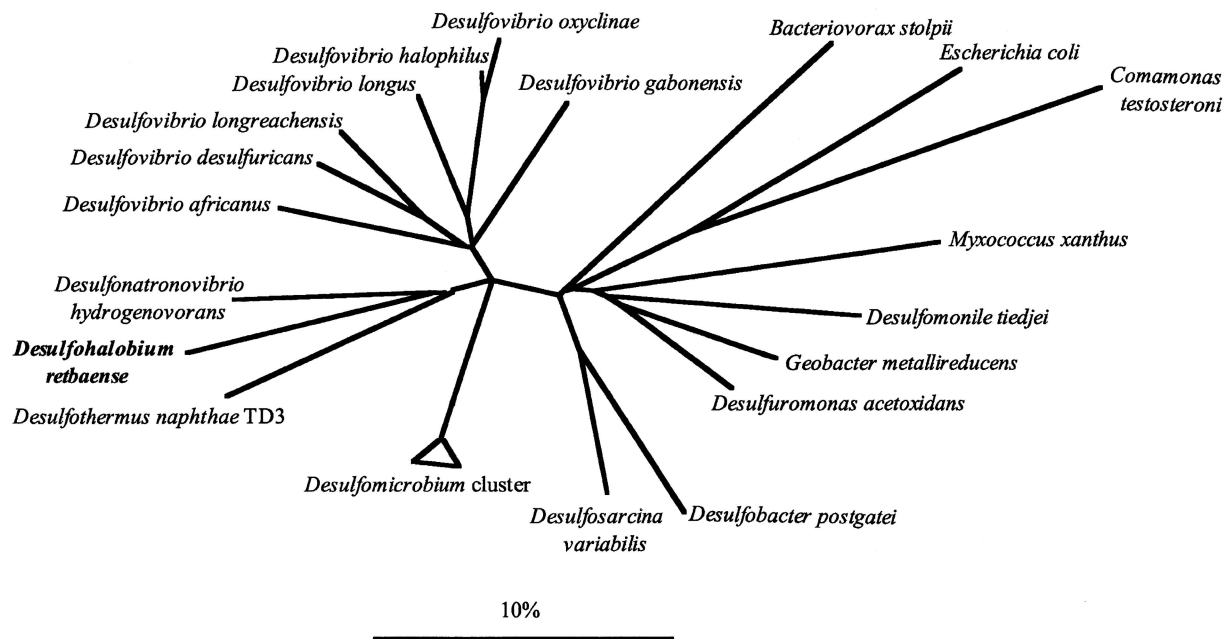 Desulfovibrio oxyclinae
Bacteriovorax stolpii
Desulfovibrio halophilus
Escherichia coli
Desulfovibrio longus
Desulfovibrio gabonensis
Comamonas
testosteroni
Desulfovibrio longreachensis
Desulfovibrio desulfuricans
Desulfovibrio africanus
Myxococcus xanthus
Desulfonatronovibrio
hydrogenovorans
Desulfomonile tiedjei
Desulfohalobium
retbaense
Geobacter metallireducens
Desulfuromonas acetoxidans
Desulfothermus naphthae TD3
Desulfomicrobium cluster
Desulfosarcina
variabilis
Desulfobacter postgatei
10%